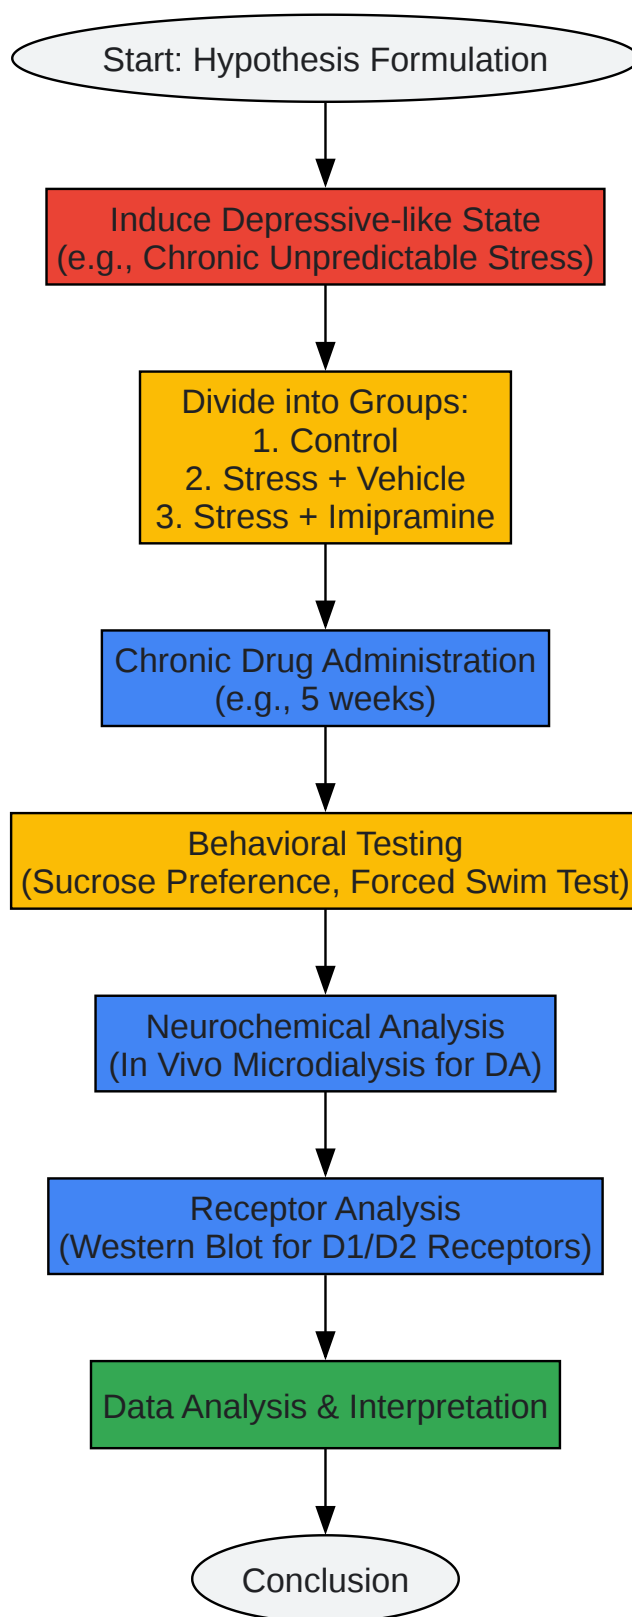 Start: Hypothesis Formulation
Induce Depressive-like State
(e.g., Chronic Unpredictable Stress)
Divide into Groups:
1. Control
2. Stress + Vehicle
3. Stress + Imipramine
Chronic Drug Administration
(e.g., 5 weeks)
Behavioral Testing
(Sucrose Preference, Forced Swim Test)
Neurochemical Analysis
(In Vivo Microdialysis for DA)
Receptor Analysis
(Western Blot for D1/D2 Receptors)
Data Analysis & Interpretation
Conclusion